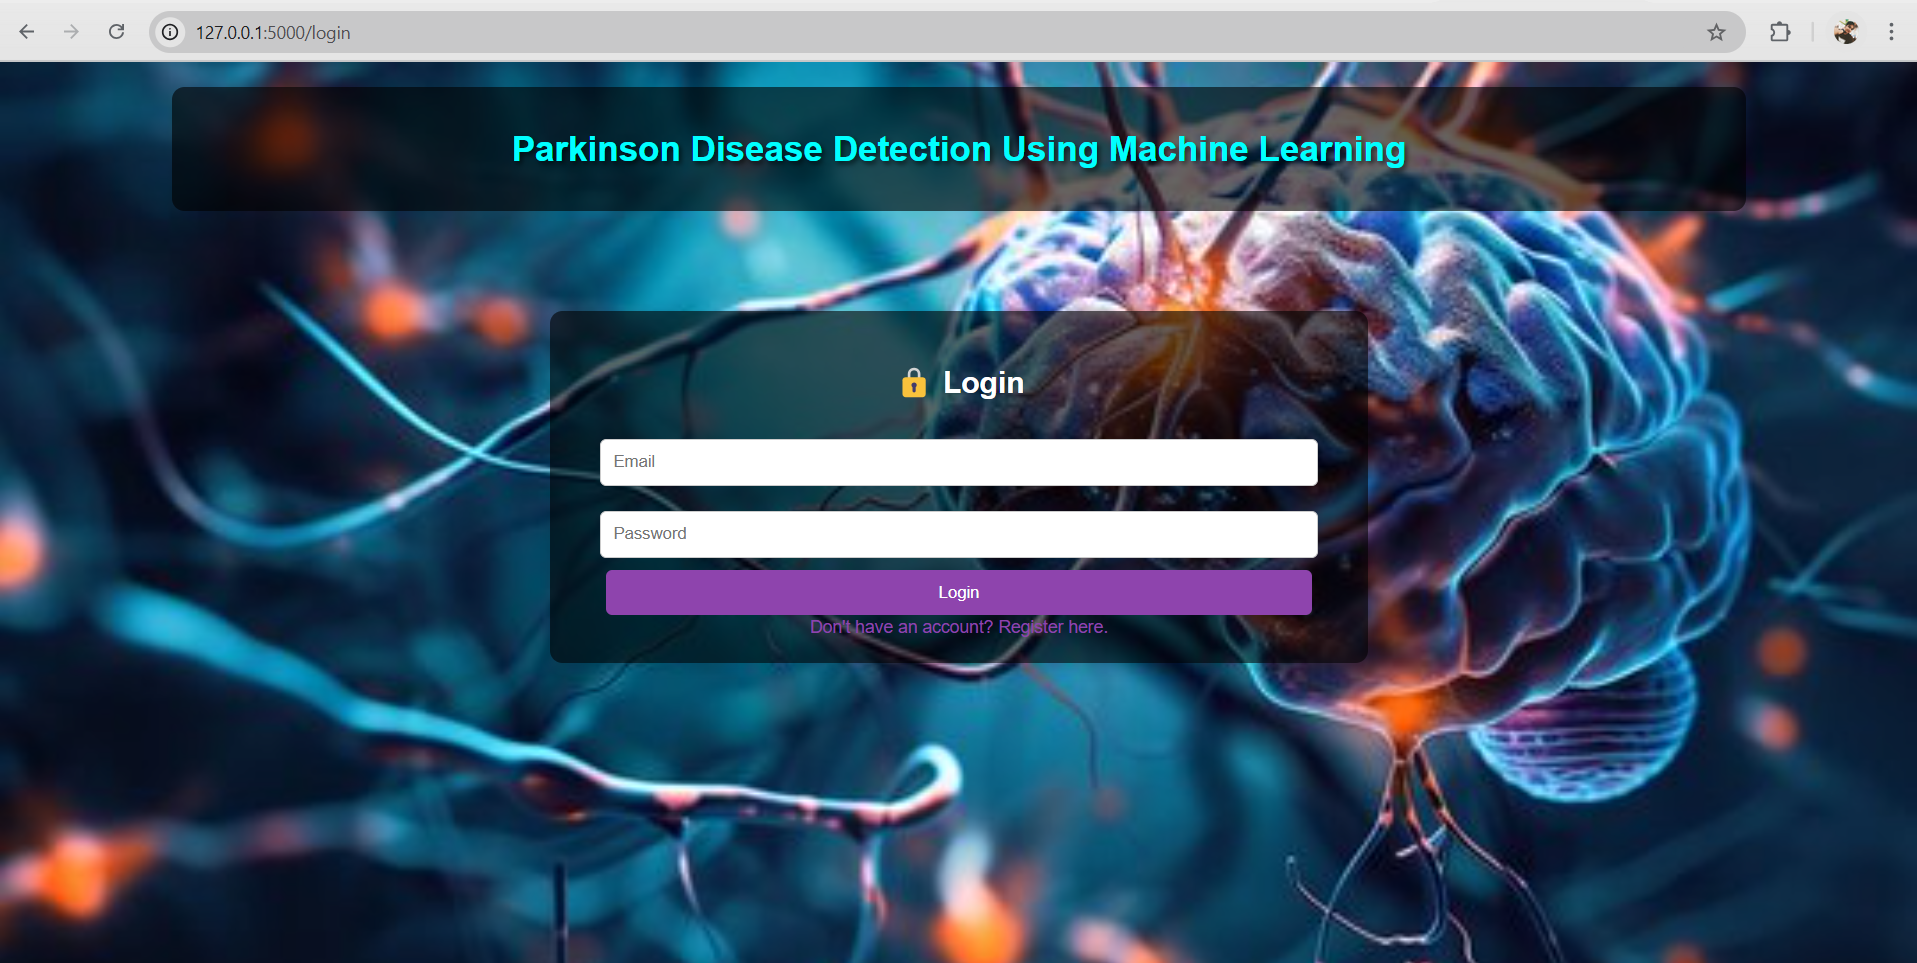 127.0.0.1:5000/login
Parkinson Disease Detection Using Machine Learning
Login
Email
Password
Login
Don't have an account? Register here.